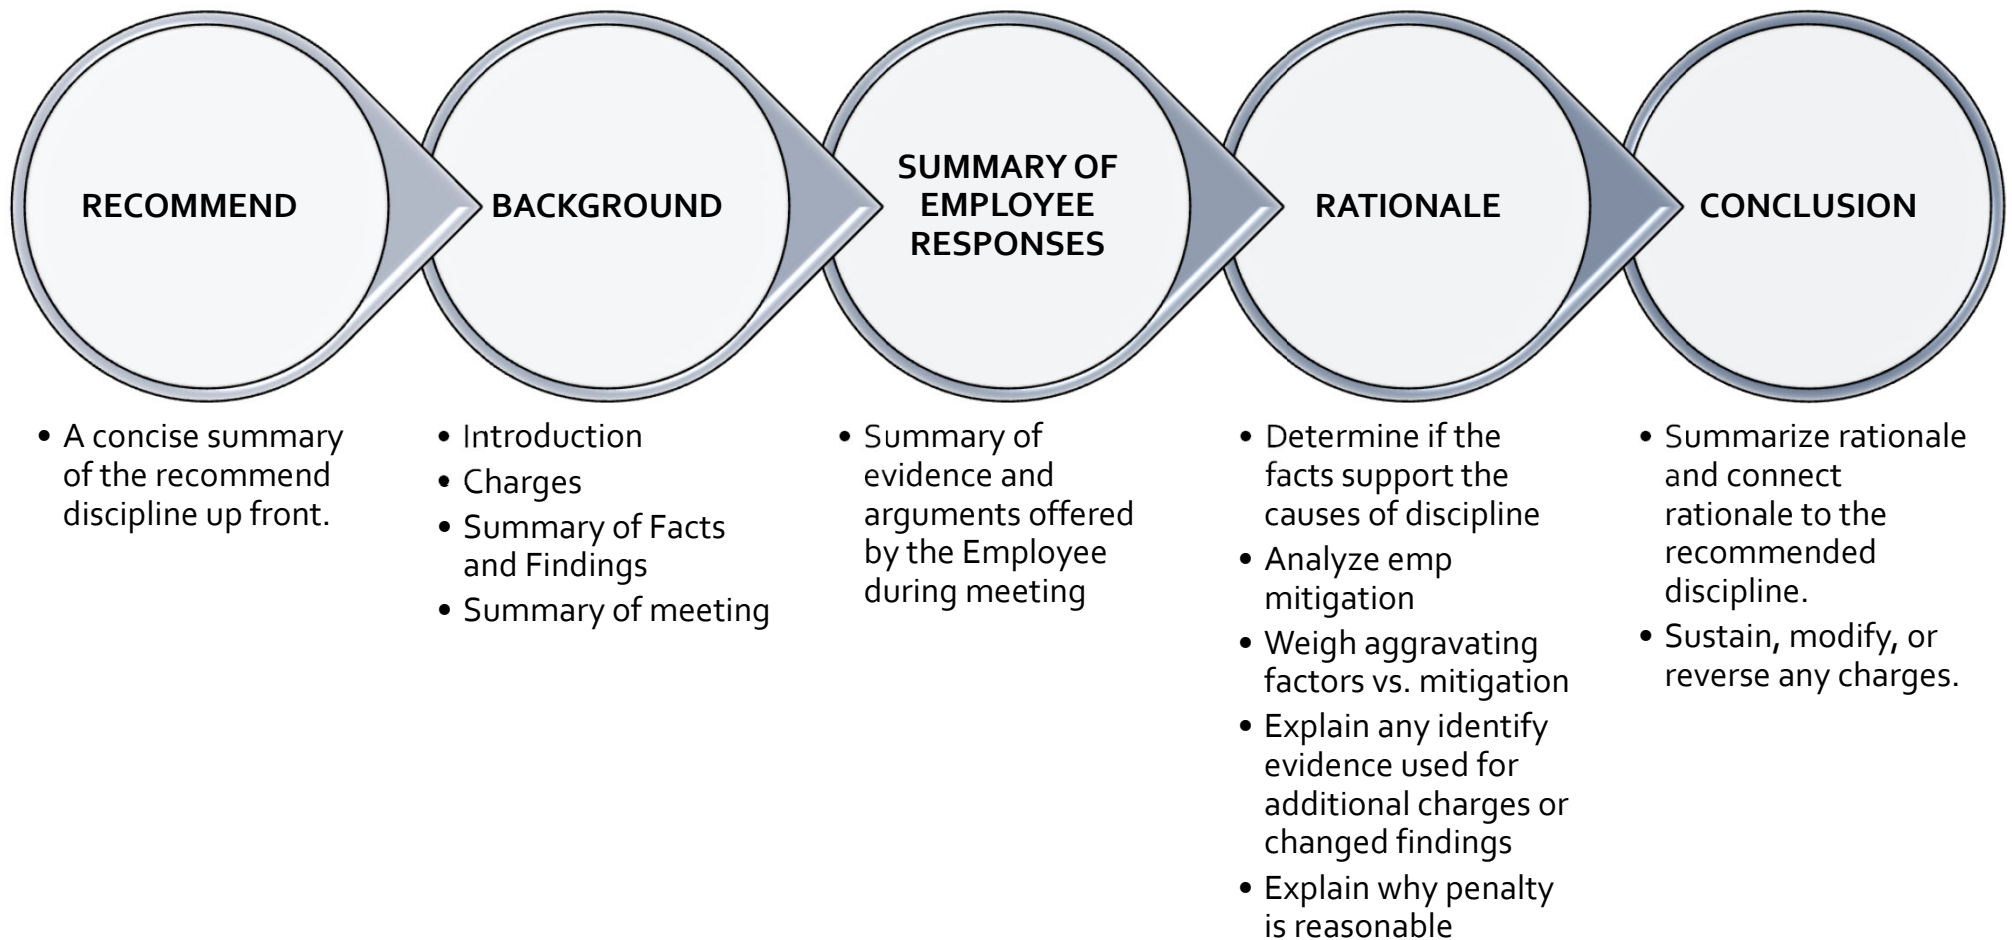 RECOMMEND
• A concise summary
of the recommend
discipline up front.
BACKGROUND
• Introduction
• Charges
• Summary of Facts
and Findings
• Summary of meeting
SUMMARY OF
EMPLOYEE
RESPONSES
• Summary of
evidence and
arguments offered
by the Employee
during meeting
RATIONALE
• Determine if the
facts support the
causes of discipline
• Analyze emp
mitigation
• Weigh aggravating
factors vs. mitigation
• Explain any identify
evidence used for
additional charges or
changed findings
• Explain why penalty
is reasonable
CONCLUSION
• Summarize rationale
and connect
rationale to the
recommended
discipline.
• Sustain, modify, or
reverse any charges.